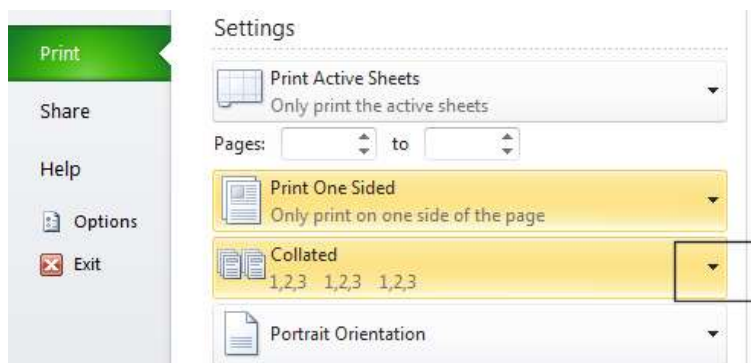 Print
Share
Help
Options
Exit
Settings
Print Active Sheets
Only print the active sheets
Pages: to
Print One Sided
Only print on one side of the page
Collated
1,2,3 1,2,3 1,2,3
Portrait Orientation